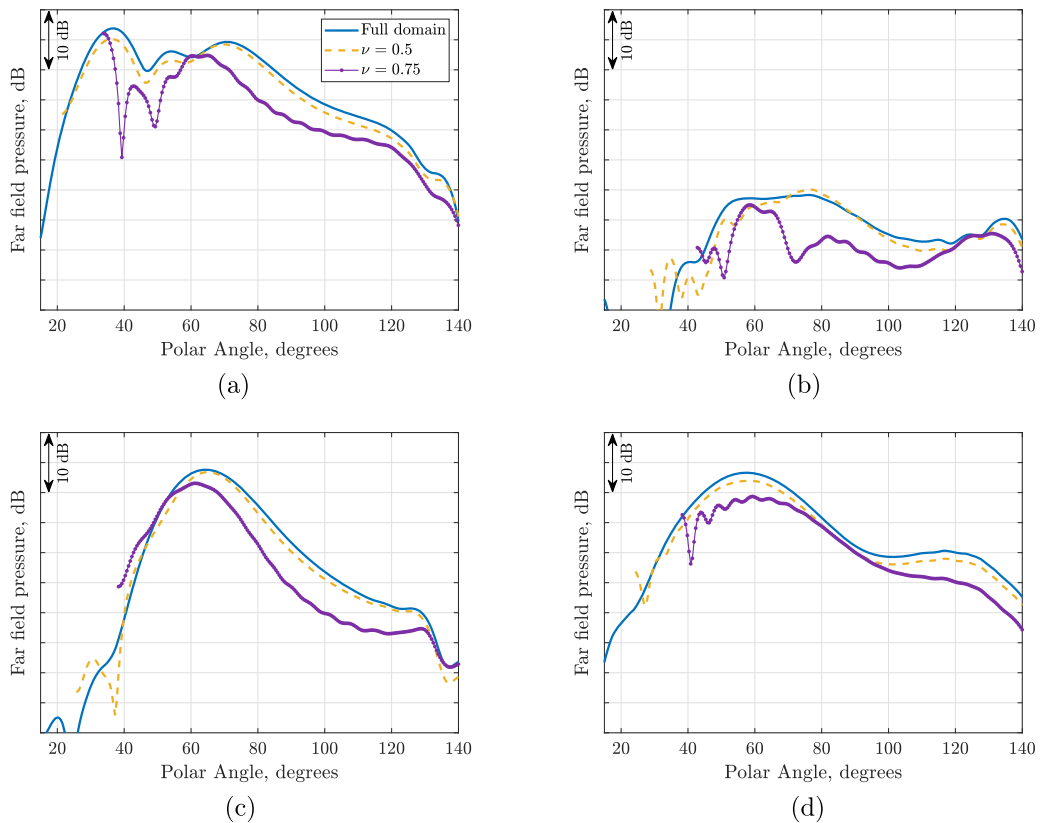 10 dB
Far field pressure, dB
Full domain
ν = 0.5
ν = 0.75
20 40 60 80 100 120 140
Polar Angle, degrees
(a)
10 dB
Far field pressure, dB
20 40 60 80 100 120 140
Polar Angle, degrees
(b)
10 dB
Far field pressure, dB
20 40 60 80 100 120 140
Polar Angle, degrees
(c)
10 dB
Far field pressure, dB
20 40 60 80 100 120 140
Polar Angle, degrees
(d)